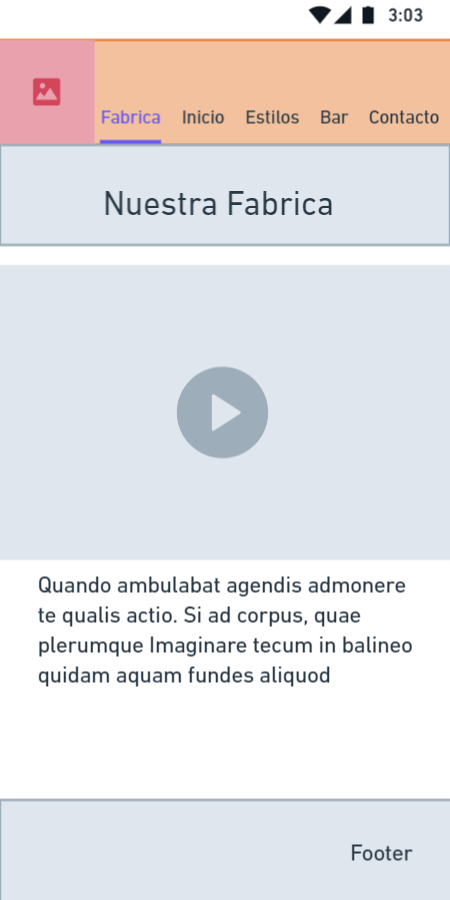 3:03
Fabrica Inicio Estilos Bar Contacto
Nuestra Fabrica
Quando ambulabat agendis admonere
te qualis actio. Si ad corpus, quae
plerumque Imaginare tecum in balineo
quidam aquam fundes aliquod
Footer